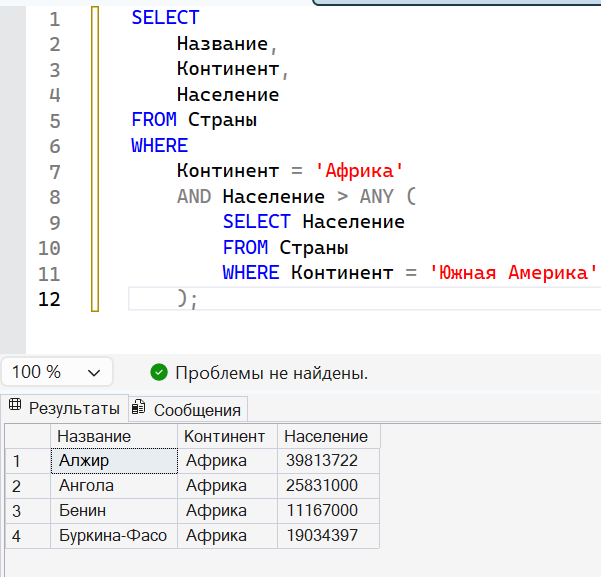 1 SELECT
2 Название,
3 Континент,
4 Население
5 FROM Страны
6 WHERE
7 Континент = 'Африка'
8 AND Население > ANY (
9 SELECT Население
10 FROM Страны
11 WHERE Континент = 'Южная Америка'
12 );
100 % Проблемы не найдены.
Результаты Сообщения
Название Континент Население
1 Алжир Африка 39813722
2 Ангола Африка 25831000
3 Бенин Африка 11167000
4 Буркина-Фасо Африка 19034397